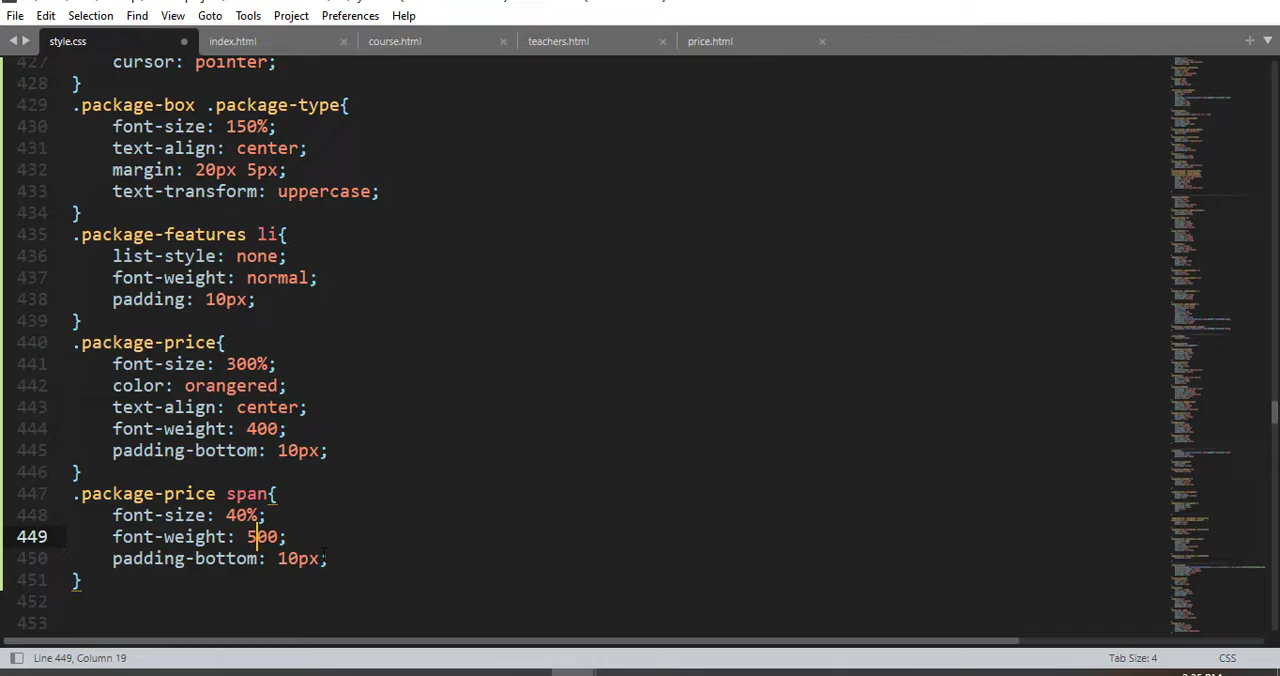 File Edit Selection Find View Goto Tools Project Preferences Help
style.css index.html course.html teachers.html price.html
427 cursor: pointer;
428 }
429 .package-box .package-type{
430 font-size: 150%;
431 text-align: center;
432 margin: 20px 5px;
433 text-transform: uppercase;
434 }
435 .package-features li{
436 list-style: none;
437 font-weight: normal;
438 padding: 10px;
439 }
440 .package-price{
441 font-size: 300%;
442 color: orangered;
443 text-align: center;
444 font-weight: 400;
445 padding-bottom: 10px;
446 }
447 .package-price span{
448 font-size: 40%;
449 font-weight: 500;
450 padding-bottom: 10px;
451 }
452
453
Line 449, Column 19 Tab Size: 4 CSS